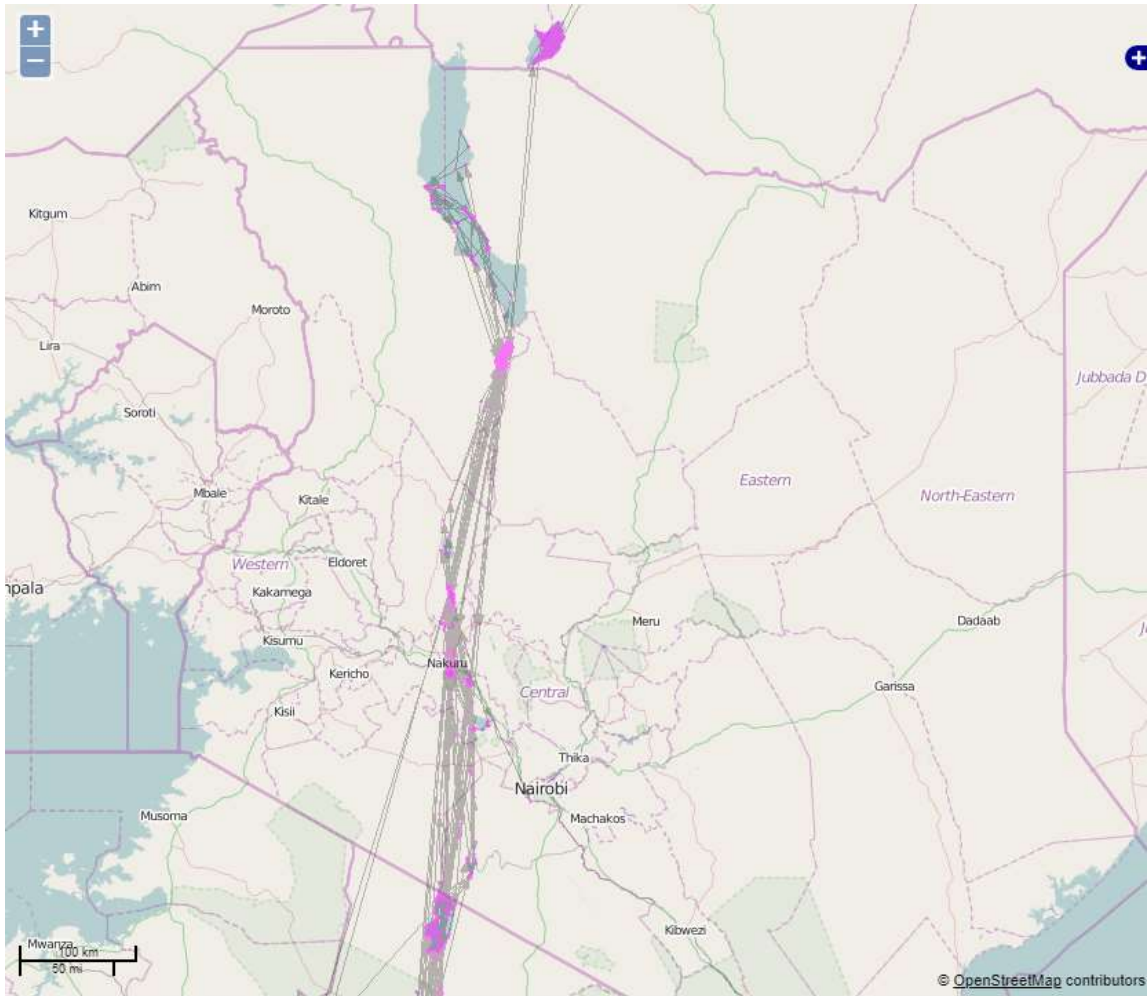 +
−
+
Kitgum
Abim
Moroto
Lira
Jubbada D
Soroti
Eastern
Mbale
Kitale
North-Eastern
Western
Eldoret
npala
Kakamega
Meru
Dadaab
Kisumu
Nakuru
Kericho
Garissa
Central
Kisii
Thika
Nairobi
Musoma
Machakos
Kibwezi
Mwanza
100 km
50 mi
© OpenStreetMap contributors